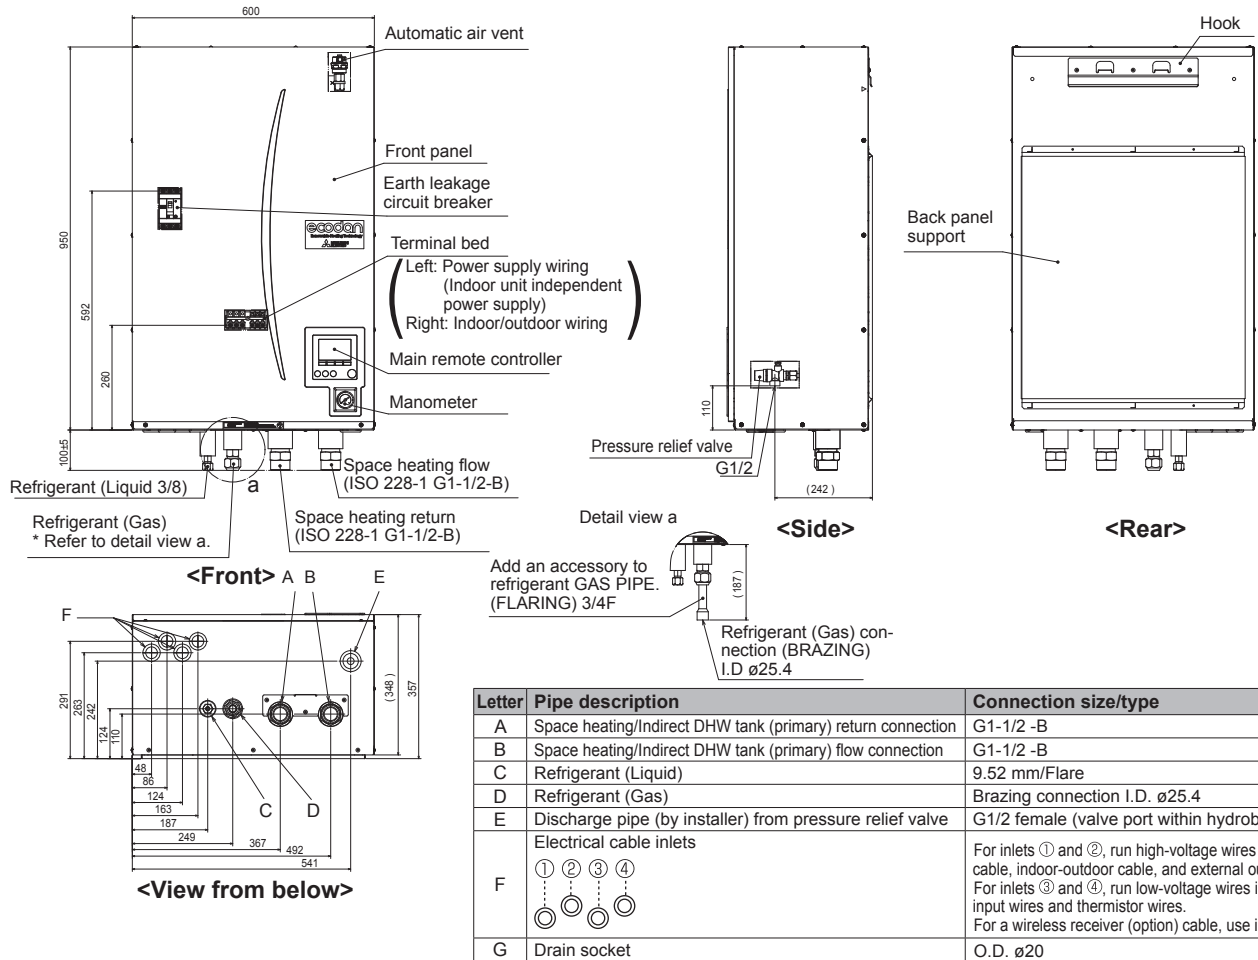 600
Automatic air vent
Hook
Front panel
Earth leakage
circuit breaker
Back panel
support
ecodan
Terminal bed
Left: Power supply wiring
(Indoor unit independent
power supply)
Right: Indoor/outdoor wiring
950
592
260
Main remote controller
Manometer
110
100±5
Pressure relief valve
G1/2
(242)
Refrigerant (Liquid 3/8)
a
Space heating flow
(ISO 228-1 G1-1/2-B)
Refrigerant (Gas)
* Refer to detail view a.
Space heating return
(ISO 228-1 G1-1/2-B)
Detail view a
<Side>
<Rear>
<Front>
Add an accessory to
refrigerant GAS PIPE.
(FLARING) 3/4F
(187)
Refrigerant (Gas) con-
nection (BRAZING)
I.D ø25.4
A B E
F
291
263
242
124
110
(348)
357
48
86
124
163
187
249
367
492
541
C D
<View from below>
Letter Pipe description Connection size/type
A Space heating/Indirect DHW tank (primary) return connection G1-1/2 -B
B Space heating/Indirect DHW tank (primary) flow connection G1-1/2 -B
C Refrigerant (Liquid) 9.52 mm/Flare
D Refrigerant (Gas) Brazing connection I.D. ø25.4
E Discharge pipe (by installer) from pressure relief valve G1/2 female (valve port within hydrob
F Electrical cable inlets
① ② ③ ④
For inlets ① and ②, run high-voltage wires
cable, indoor-outdoor cable, and external o
For inlets ③ and ④, run low-voltage wires i
input wires and thermistor wires.
For a wireless receiver (option) cable, use i
G Drain socket O.D. ø20